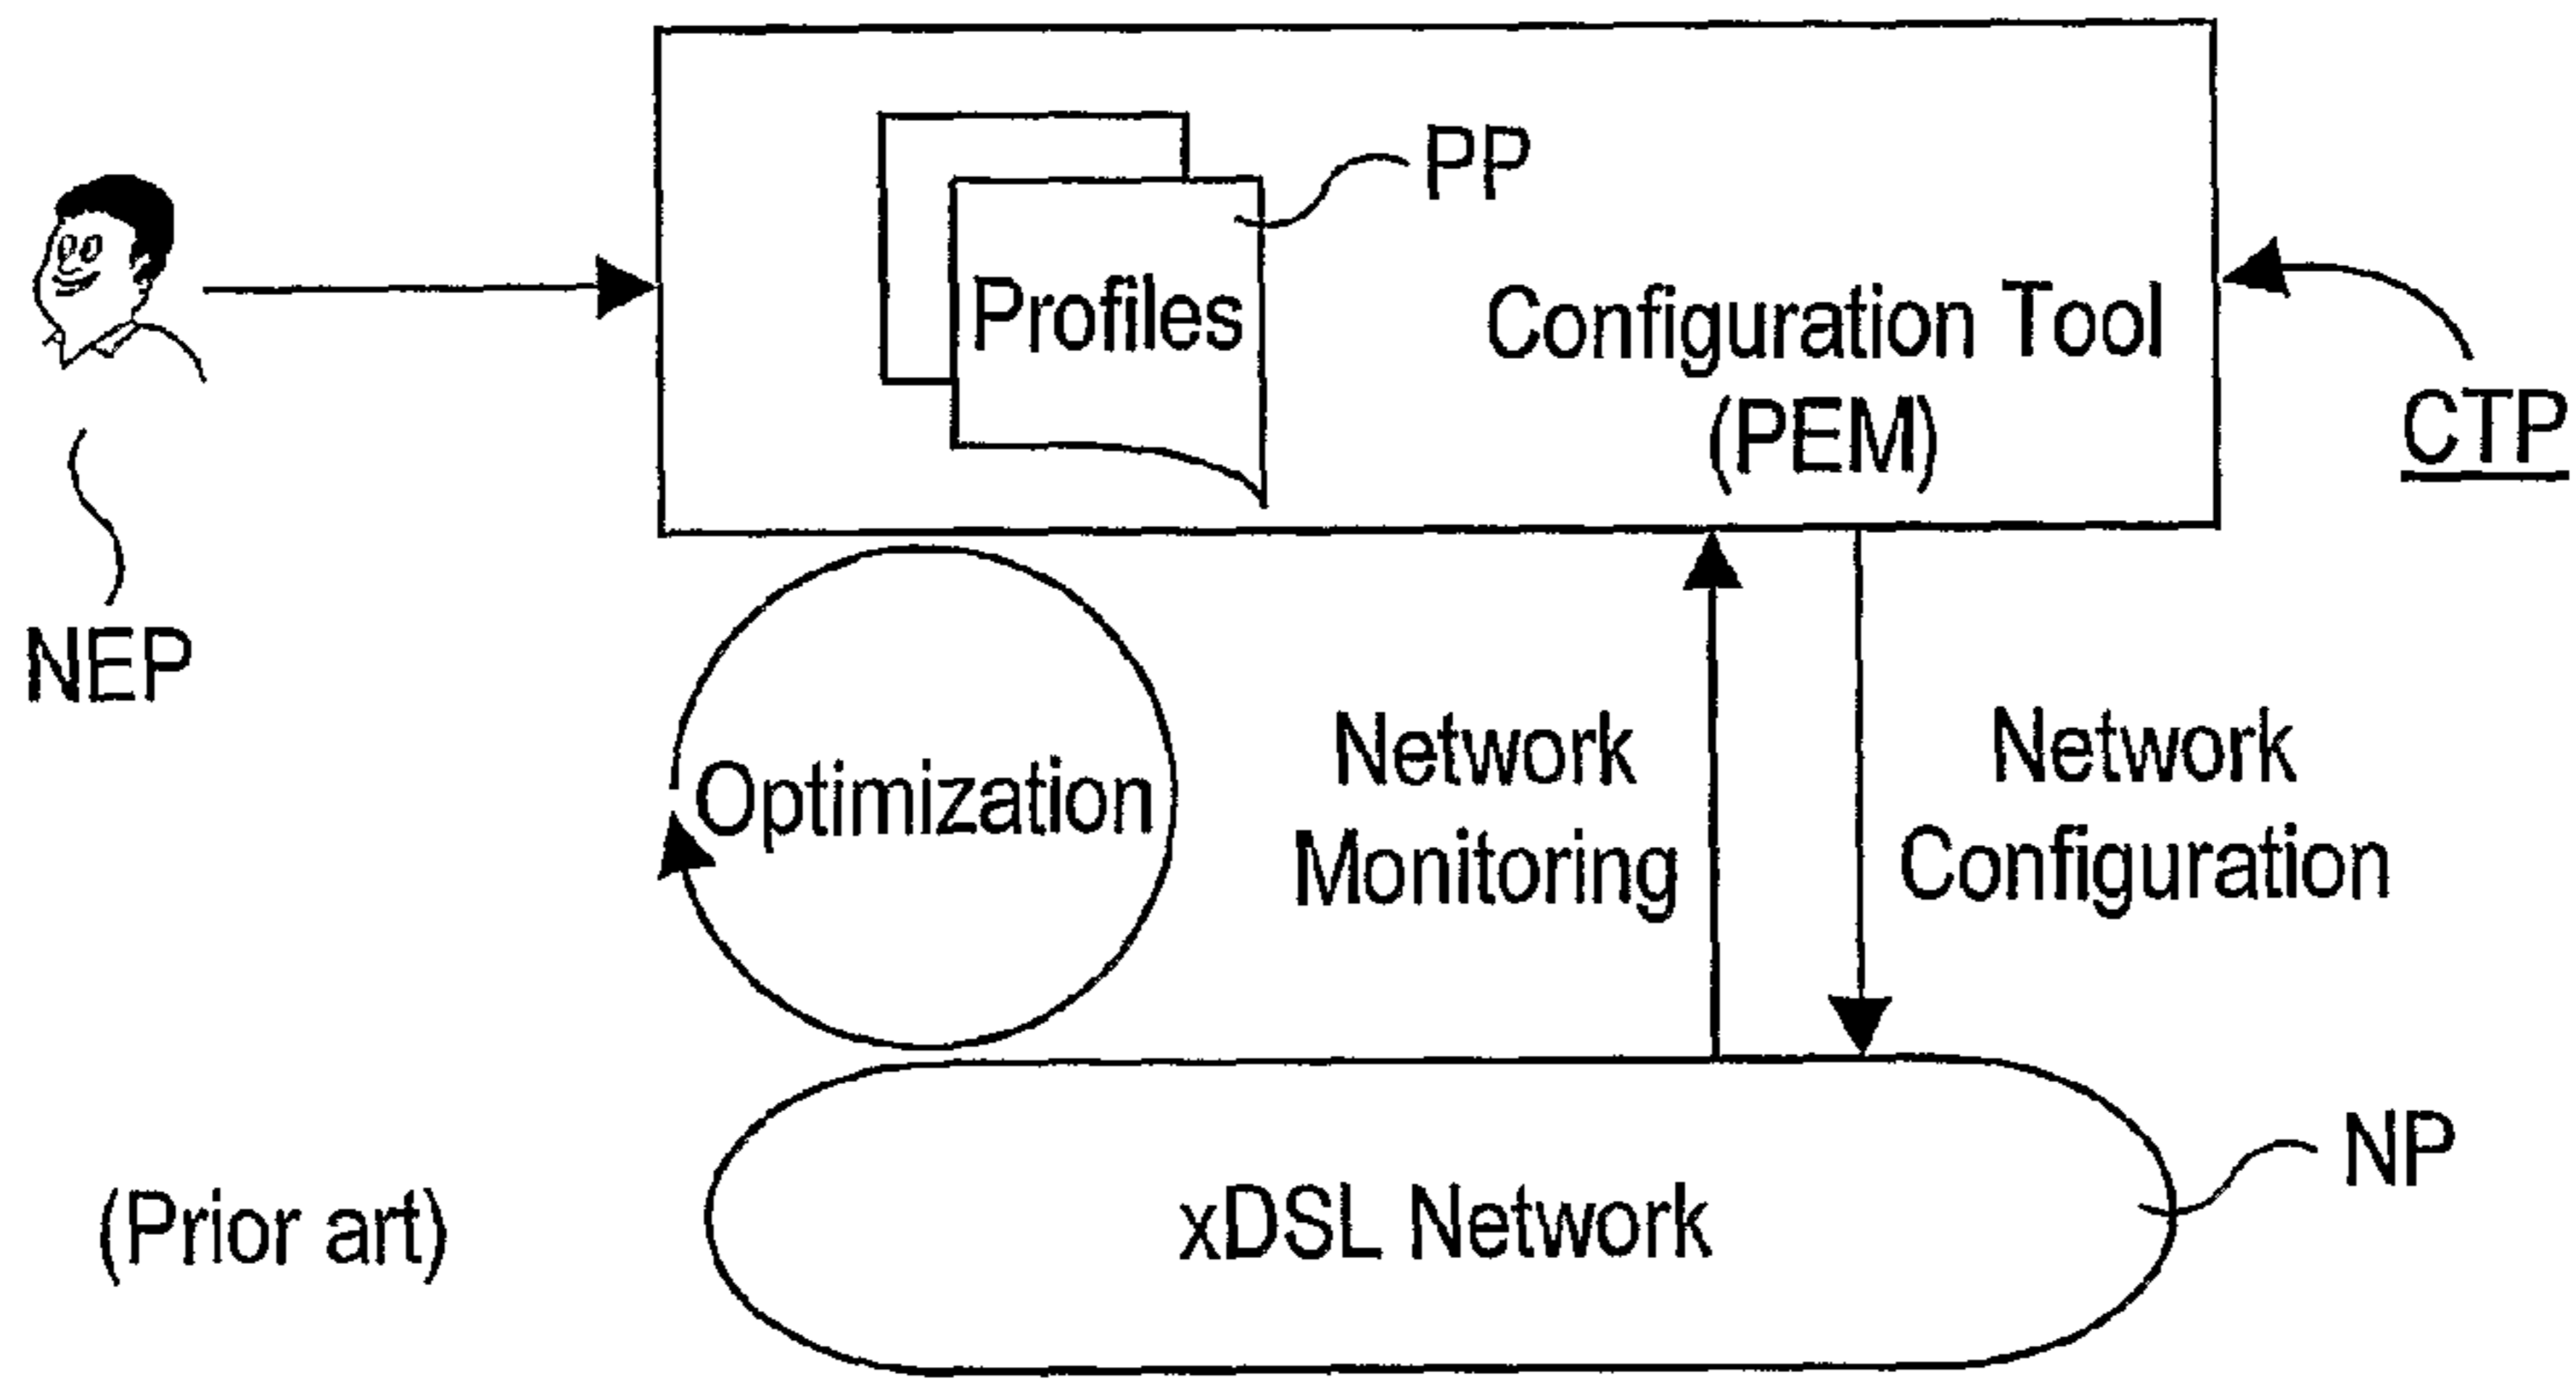 PP
Profiles
Configuration Tool
(PEM)
CTP
NEP
Optimization
Network
Monitoring
Network
Configuration
NP
xDSL Network
(Prior art)